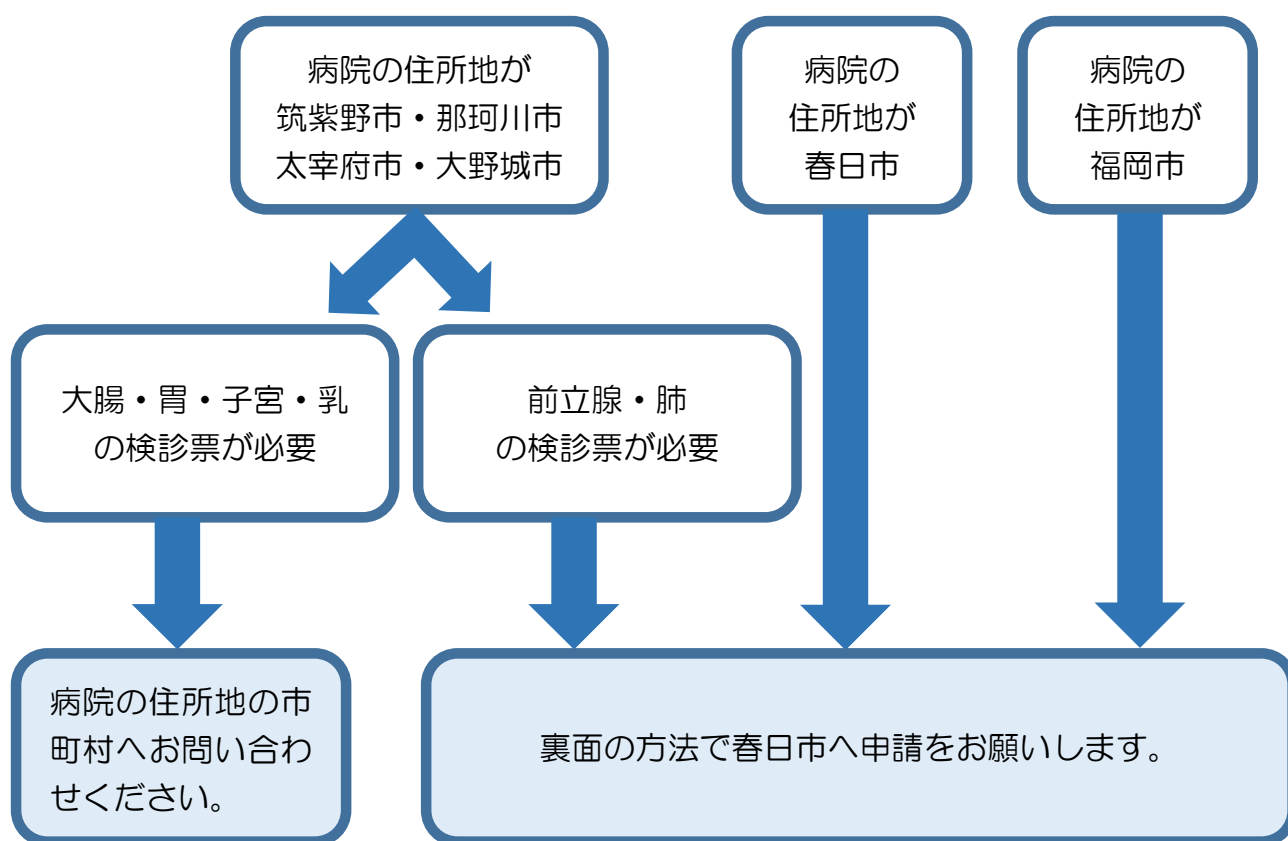 病院の住所地が
筑紫野市・那珂川市
太宰府市・大野城市
病院の
住所地が
春日市
病院の
住所地が
福岡市
大腸・胃・子宮・乳
の検診票が必要
前立腺・肺
の検診票が必要
病院の住所地の市
町村へお問い合わ
せください。
裏面の方法で春日市へ申請をお願いします。